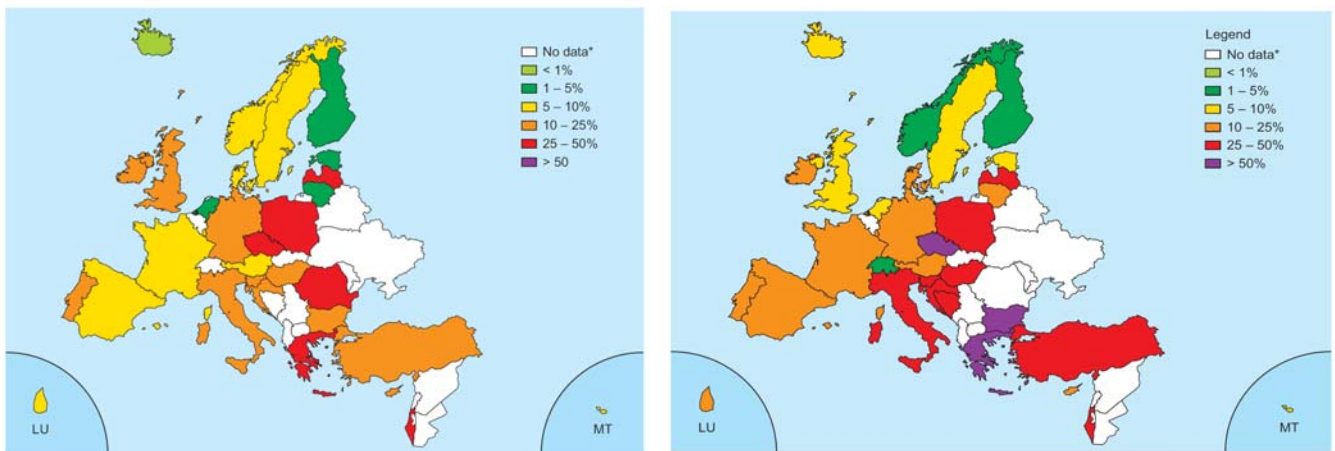 No data*
< 1%
1 – 5%
5 – 10%
10 – 25%
25 – 50%
> 50
LU
MT
Legend
No data*
< 1%
1 – 5%
5 – 10%
10 – 25%
25 – 50%
> 50%
LU
MT